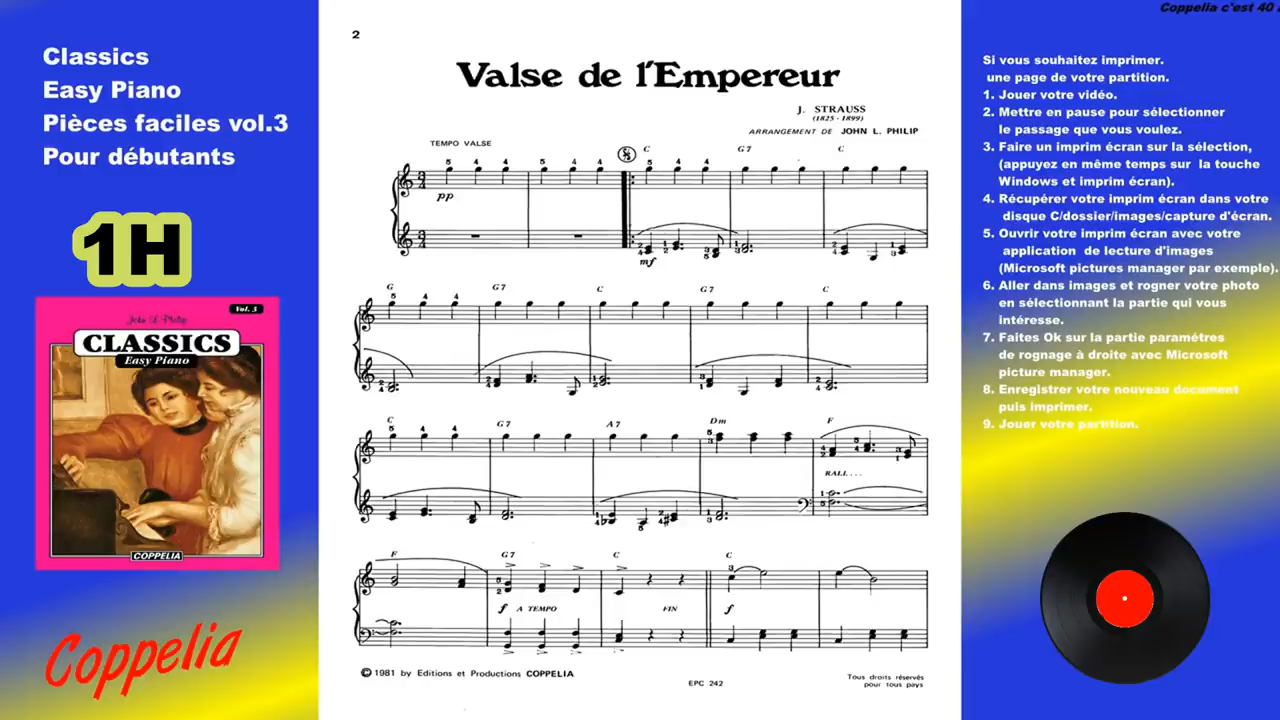 Coppelia c'est 40
Classics
Easy Piano
Pièces faciles vol.3
Pour débutants
1H
Vol. 3
John L. Philip
CLASSICS
Easy Piano
COPPELIA
Coppelia
2
Valse de l'Empereur
J. STRAUSS
(1825 - 1899)
ARRANGEMENT DE JOHN L. PHILIP
TEMPO VALSE
C G7 C
pp
mf
G G7 C G7 C
C G7 A7 Dm F
RALL....
F G7 C C
f A TEMPO FIN f
© 1981 by Editions et Productions COPPELIA
EPC 242
Tous droits réservés
pour tous pays
Si vous souhaitez imprimer.
une page de votre partition.
1. Jouer votre vidéo.
2. Mettre en pause pour sélectionner
le passage que vous voulez.
3. Faire un imprim écran sur la sélection,
(appuyez en même temps sur la touche
Windows et imprim écran).
4. Récupérer votre imprim écran dans votre
disque C/dossier/images/capture d'écran.
5. Ouvrir votre imprim écran avec votre
application de lecture d'images
(Microsoft pictures manager par exemple).
6. Aller dans images et rogner votre photo
en sélectionnant la partie qui vous
intéresse.
7. Faites Ok sur la partie paramétres
de rognage à droite avec Microsoft
picture manager.
8. Enregistrer votre nouveau document
puis imprimer.
9. Jouer votre partition.